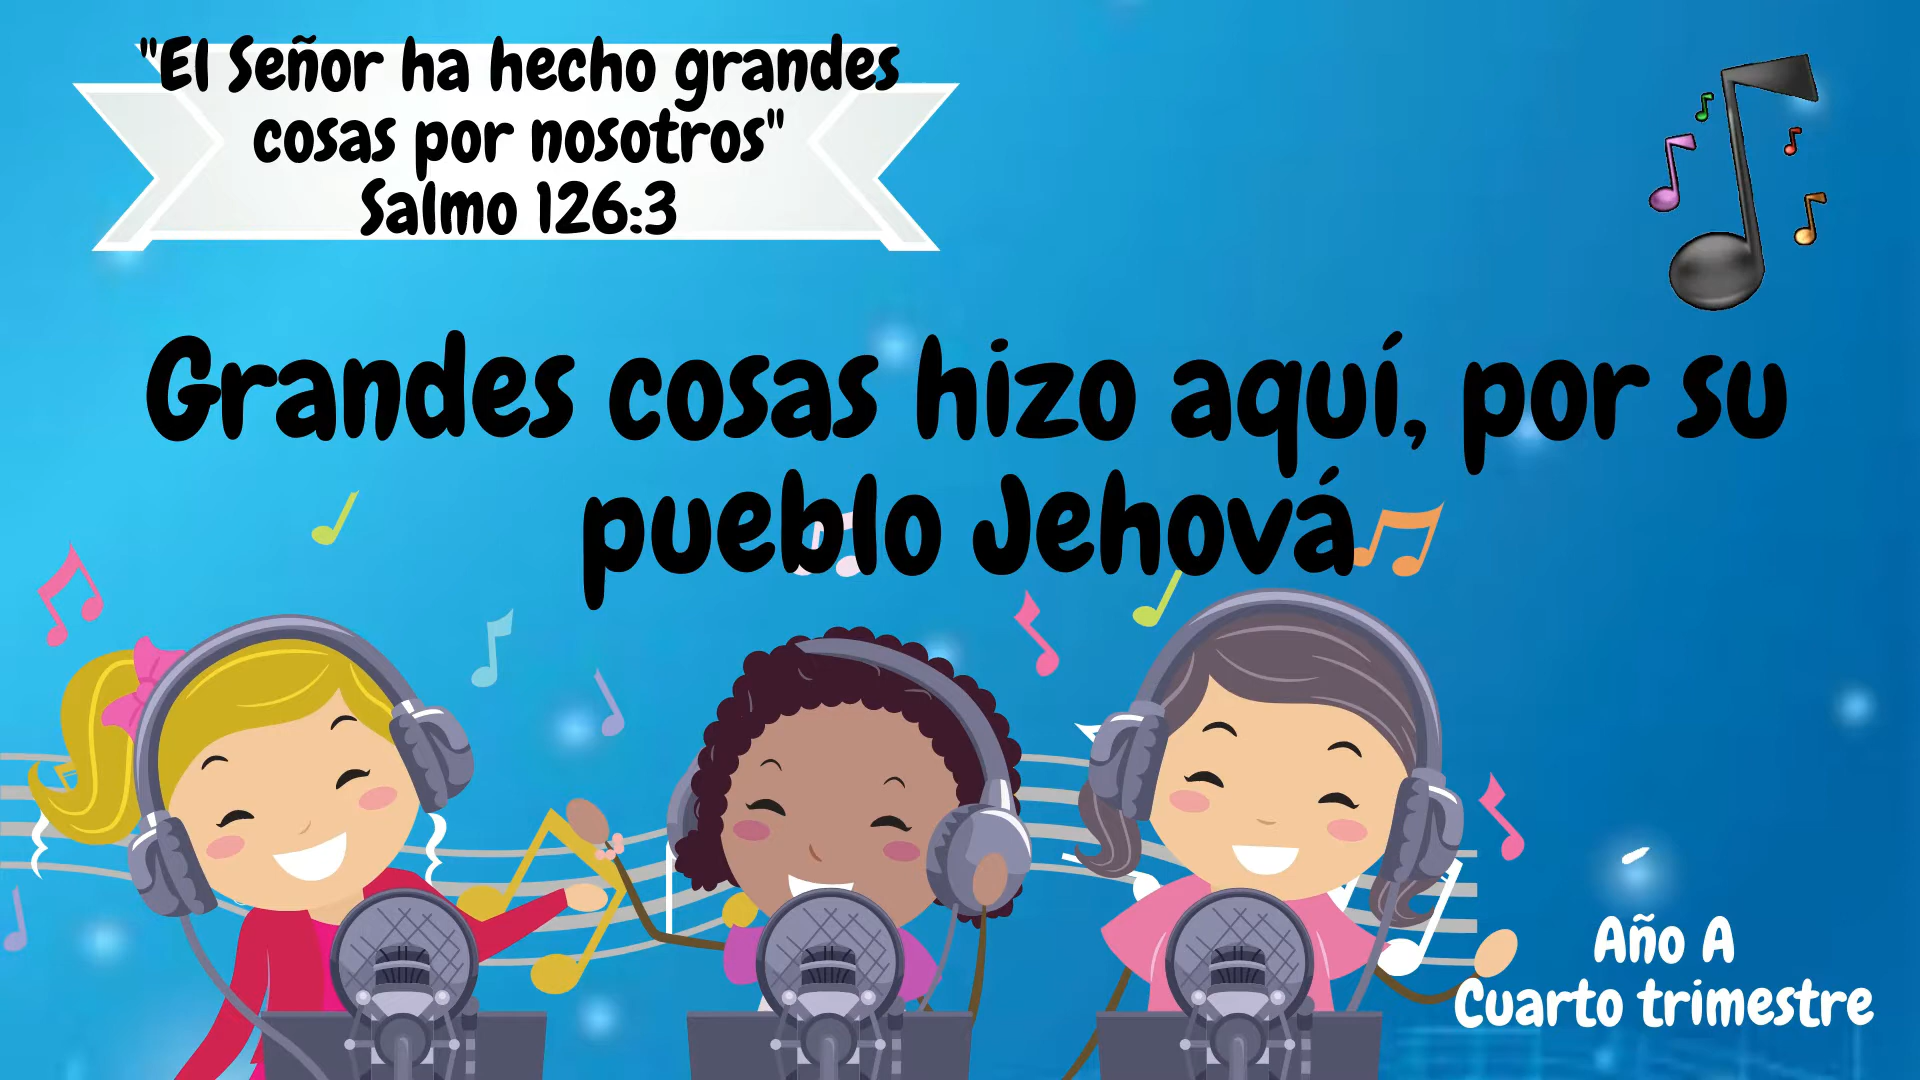 "El Señor ha hecho grandes
cosas por nosotros"
Salmo 126:3
Grandes cosas hizo aquí, por su
pueblo Jehová
Año A
Cuarto trimestre